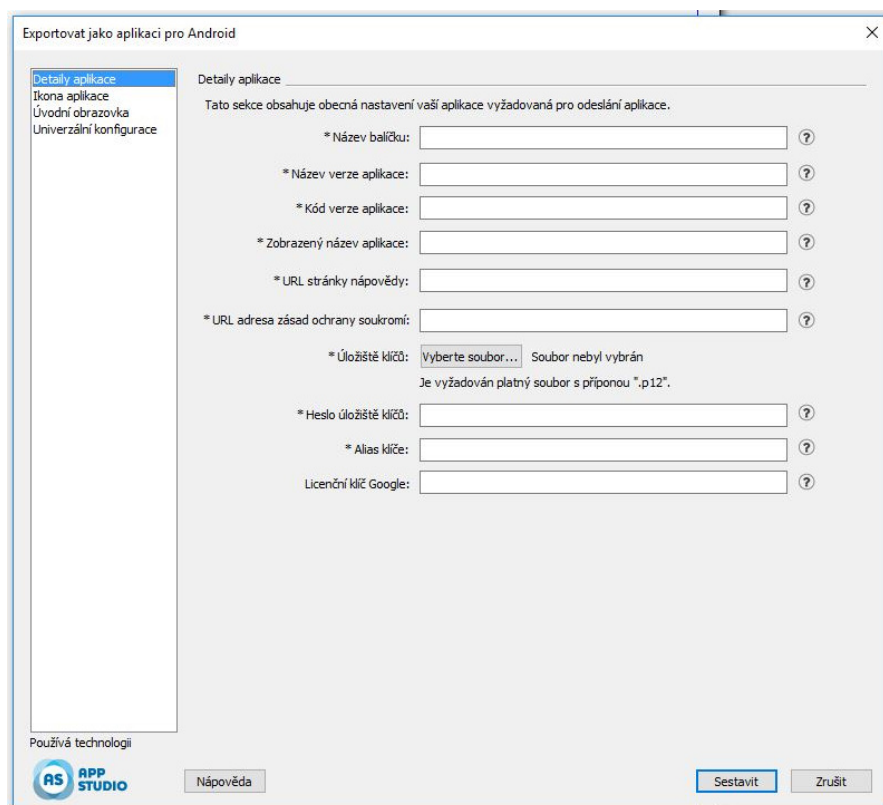 Exportovat jako aplikaci pro Android
Detaily aplikace
Ikona aplikace
Úvodní obrazovka
Univerzální konfigurace
Detaily aplikace
Tato sekce obsahuje obecná nastavení vaší aplikace vyžadovaná pro odeslání aplikace.
* Název balíčku: ?
* Název verze aplikace: ?
* Kód verze aplikace: ?
* Zobrazený název aplikace: ?
* URL stránky nápovědy: ?
* URL adresa zásad ochrany soukromí: ?
* Úložiště klíčů: Vyberte soubor... Soubor nebyl vybrán
Je vyžadován platný soubor s příponou ".p12".
* Heslo úložiště klíčů: ?
* Alias klíče: ?
Licenční klíč Google: ?
Používá technologii
AS APP STUDIO
Nápověda Sestavit Zrušit